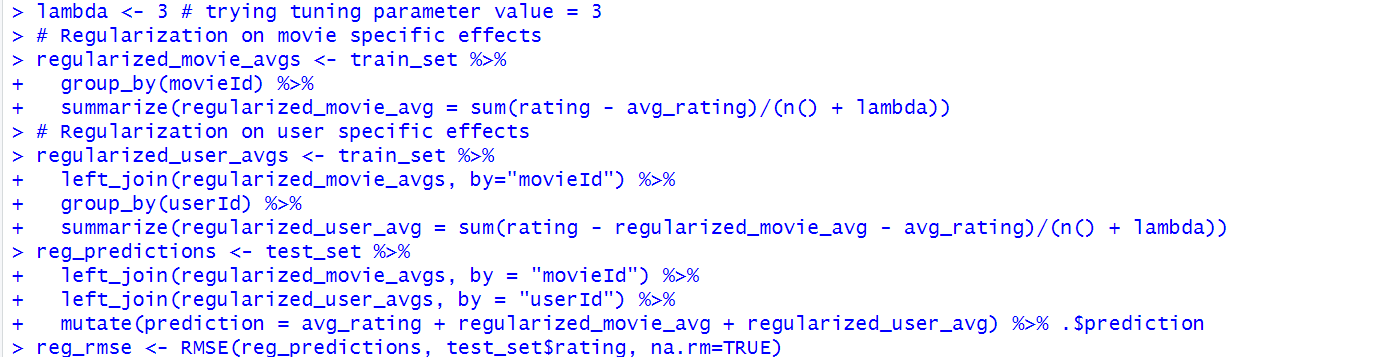 > lambda <- 3 # trying tuning parameter value = 3
> # Regularization on movie specific effects
> regularized_movie_avgs <- train_set %>%
+   group_by(movieId) %>%
+   summarize(regularized_movie_avg = sum(rating - avg_rating)/(n() + lambda))
> # Regularization on user specific effects
> regularized_user_avgs <- train_set %>%
+   left_join(regularized_movie_avgs, by="movieId") %>%
+   group_by(userId) %>%
+   summarize(regularized_user_avg = sum(rating - regularized_movie_avg - avg_rating)/(n() + lambda))
> reg_predictions <- test_set %>%
+   left_join(regularized_movie_avgs, by = "movieId") %>%
+   left_join(regularized_user_avgs, by = "userId") %>%
+   mutate(prediction = avg_rating + regularized_movie_avg + regularized_user_avg) %>% .$prediction
> reg_rmse <- RMSE(reg_predictions, test_set$rating, na.rm=TRUE)